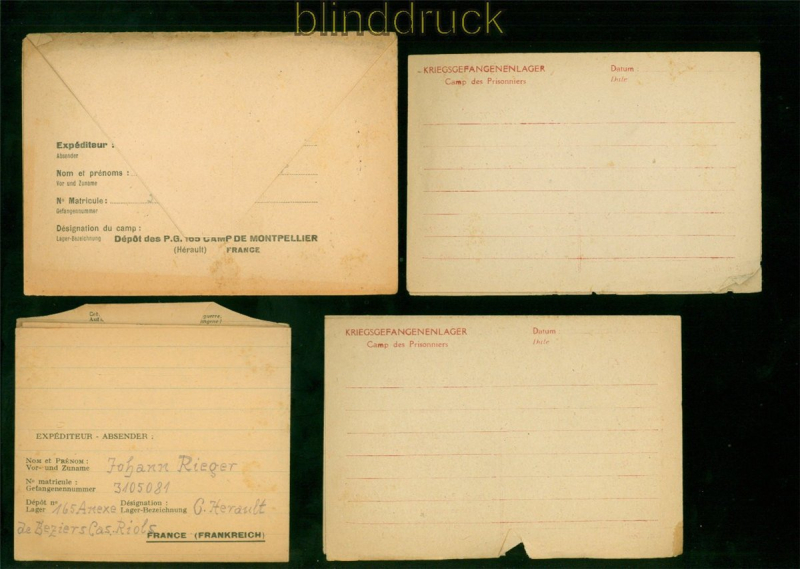 blinddruck
Expéditeur :
Absender
Nom et prénoms :
Vor und Zuname
N° Matricule :
Gefangennummer
Désignation du camp :
Lager-Bezeichnung Dépôt des P.G. 165 CAMP DE MONTPELLIER
(Hérault) FRANCE
KRIEGSGEFANGENENLAGER Datum
Camp des Prisonniers Date
EXPÉDITEUR - ABSENDER :
NOM ET PRÉNOM : Johann Rieger
Vor- und Zuname
N° matricule : 3105081
Gefangenennummer
Dépôt n° 165 Anexe Désignation : C. Herault
Lager Lager-Bezeichnung
de Beziers Cas. Riols FRANCE (FRANKREICH)
KRIEGSGEFANGENENLAGER Datum
Camp des Prisonniers Date